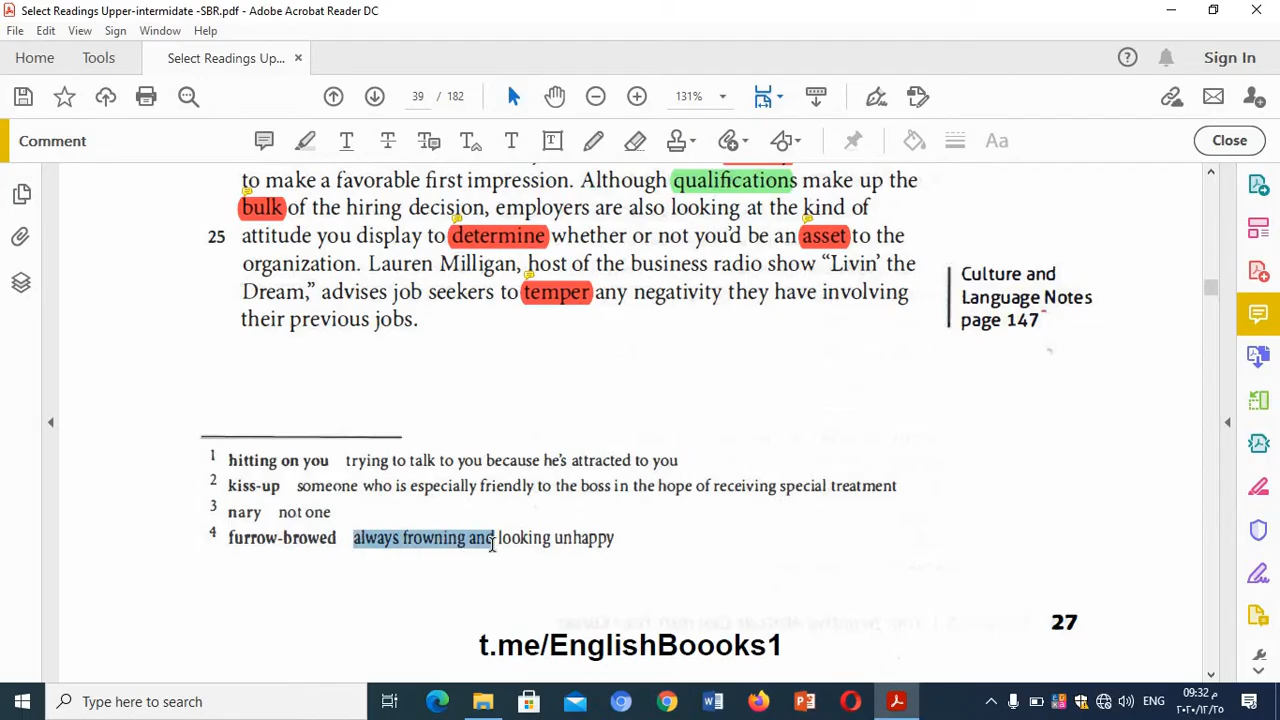 Select Readings Upper-intermidate -SBR.pdf - Adobe Acrobat Reader DC
File Edit View Sign Window Help
Home Tools Select Readings Up... × Sign In
39 / 182 131%
Comment Close
to make a favorable first impression. Although qualifications make up the
bulk of the hiring decision, employers are also looking at the kind of
25 attitude you display to determine whether or not you'd be an asset to the
organization. Lauren Milligan, host of the business radio show “Livin’ the
Dream,” advises job seekers to temper any negativity they have involving
their previous jobs.
Culture and
Language Notes
page 147
1 hitting on you trying to talk to you because he's attracted to you
2 kiss-up someone who is especially friendly to the boss in the hope of receiving special treatment
3 nary not one
4 furrow-browed always frowning and looking unhappy
27
t.me/EnglishBoooks1
Type here to search
ENG
09:32 م
٢٠٢٠/١٢/٢٥